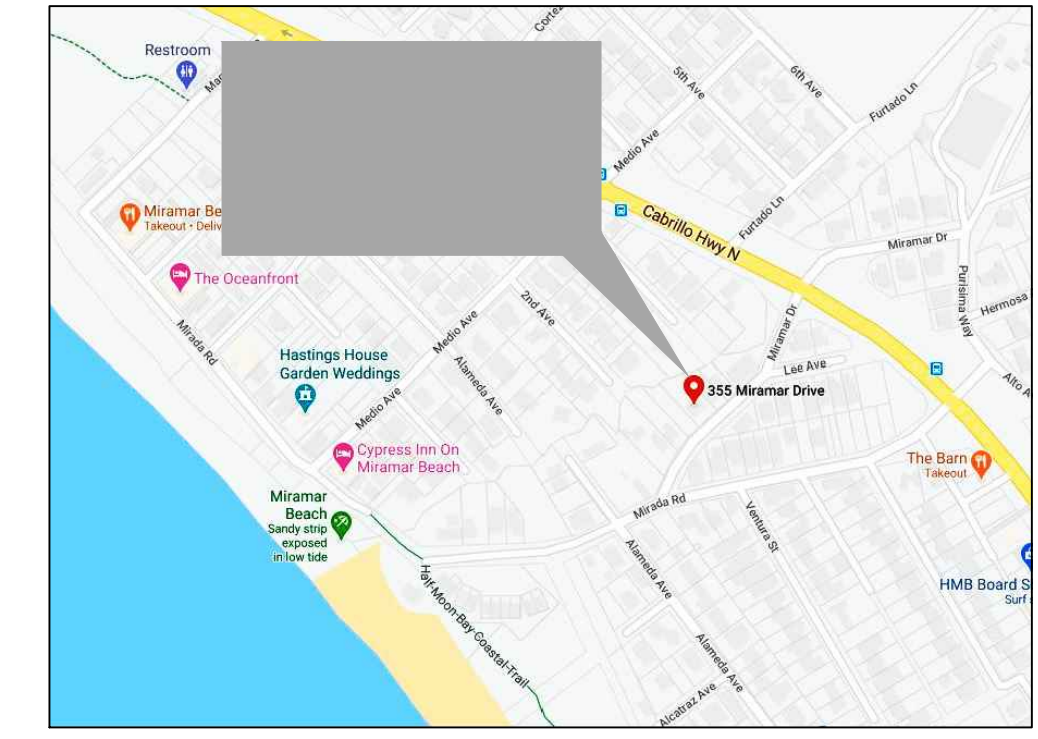 Cortez
Restroom
5th Ave
6th Ave
Furtado Ln
Medio Ave
Miramar Be
Takeout • Deliv
Cabrillo Hwy N
Furtado Ln
Miramar Dr
The Oceanfront
Purisima Way
Hermosa
2nd Ave
Mirada Rd
Medio Ave
Miramar Dr
Hastings House
Garden Weddings
Alameda Ave
Lee Ave
355 Miramar Drive
Alto A
Medio Ave
Cypress Inn On
Miramar Beach
The Barn
Takeout
Miramar
Beach
Sandy strip
exposed
in low tide
Mirada Rd
Ventura St
Alameda Ave
Half-Moon-Bay-Coastal-Trail
HMB Board S
Surf s
Alameda Ave
Alcatraz Ave